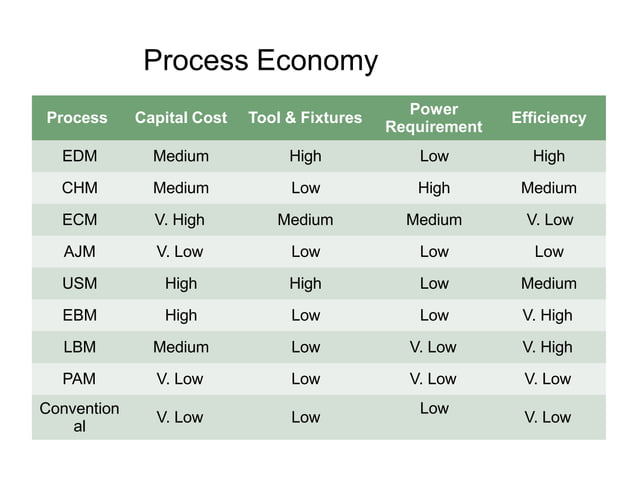 Process Economy
Process Capital Cost Tool & Fixtures Power Requirement Efficiency
EDM Medium High Low High
CHM Medium Low High Medium
ECM V. High Medium Medium V. Low
AJM V. Low Low Low Low
USM High High Low Medium
EBM High Low Low V. High
LBM Medium Low V. Low V. High
PAM V. Low Low V. Low V. Low
Convention
al V. Low Low Low V. Low